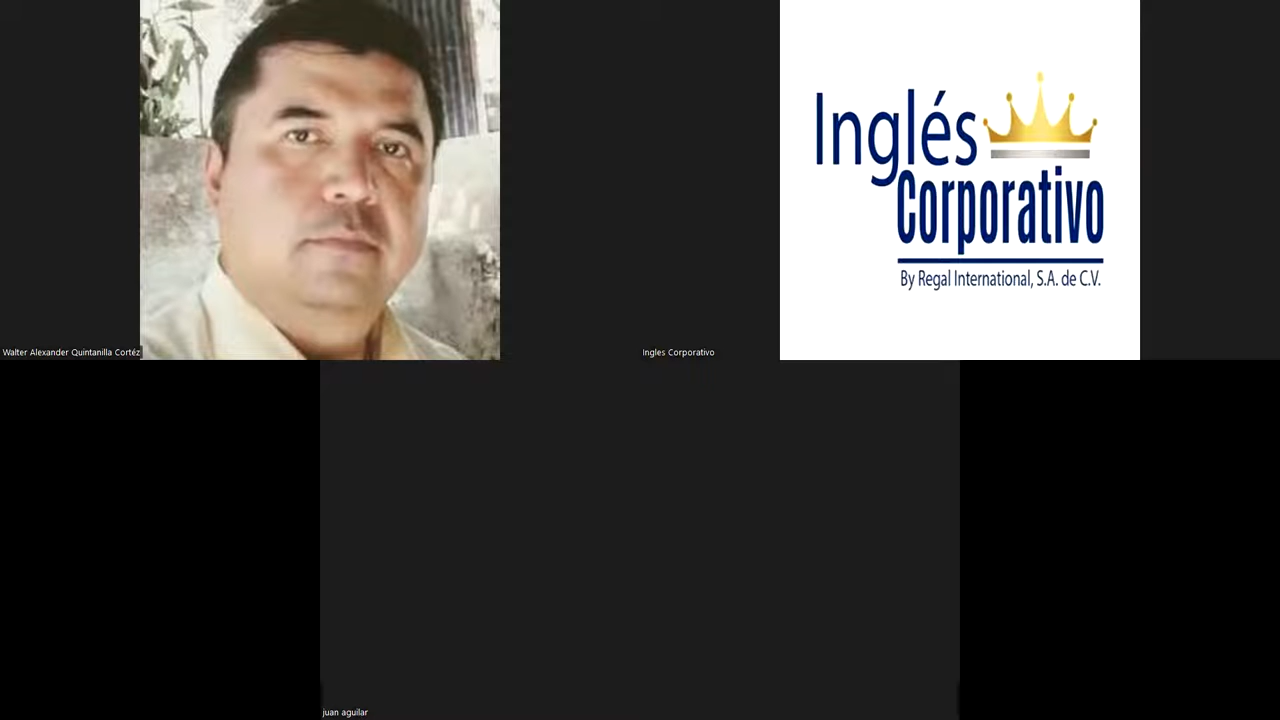 Inglés
Corporativo
By Regal International, S.A. de C.V.
Walter Alexander Quintanilla Cortéz
Ingles Corporativo
juan aguilar